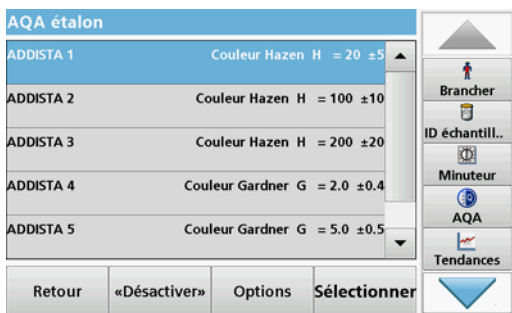 AQA étalon
ADDISTA 1 Couleur Hazen H = 20 ±5
ADDISTA 2 Couleur Hazen H = 100 ±10
ADDISTA 3 Couleur Hazen H = 200 ±20
ADDISTA 4 Couleur Gardner G = 2.0 ±0.4
ADDISTA 5 Couleur Gardner G = 5.0 ±0.5
Retour «Désactiver» Options Sélectionner
Brancher
ID échantill..
Minuteur
AQA
Tendances